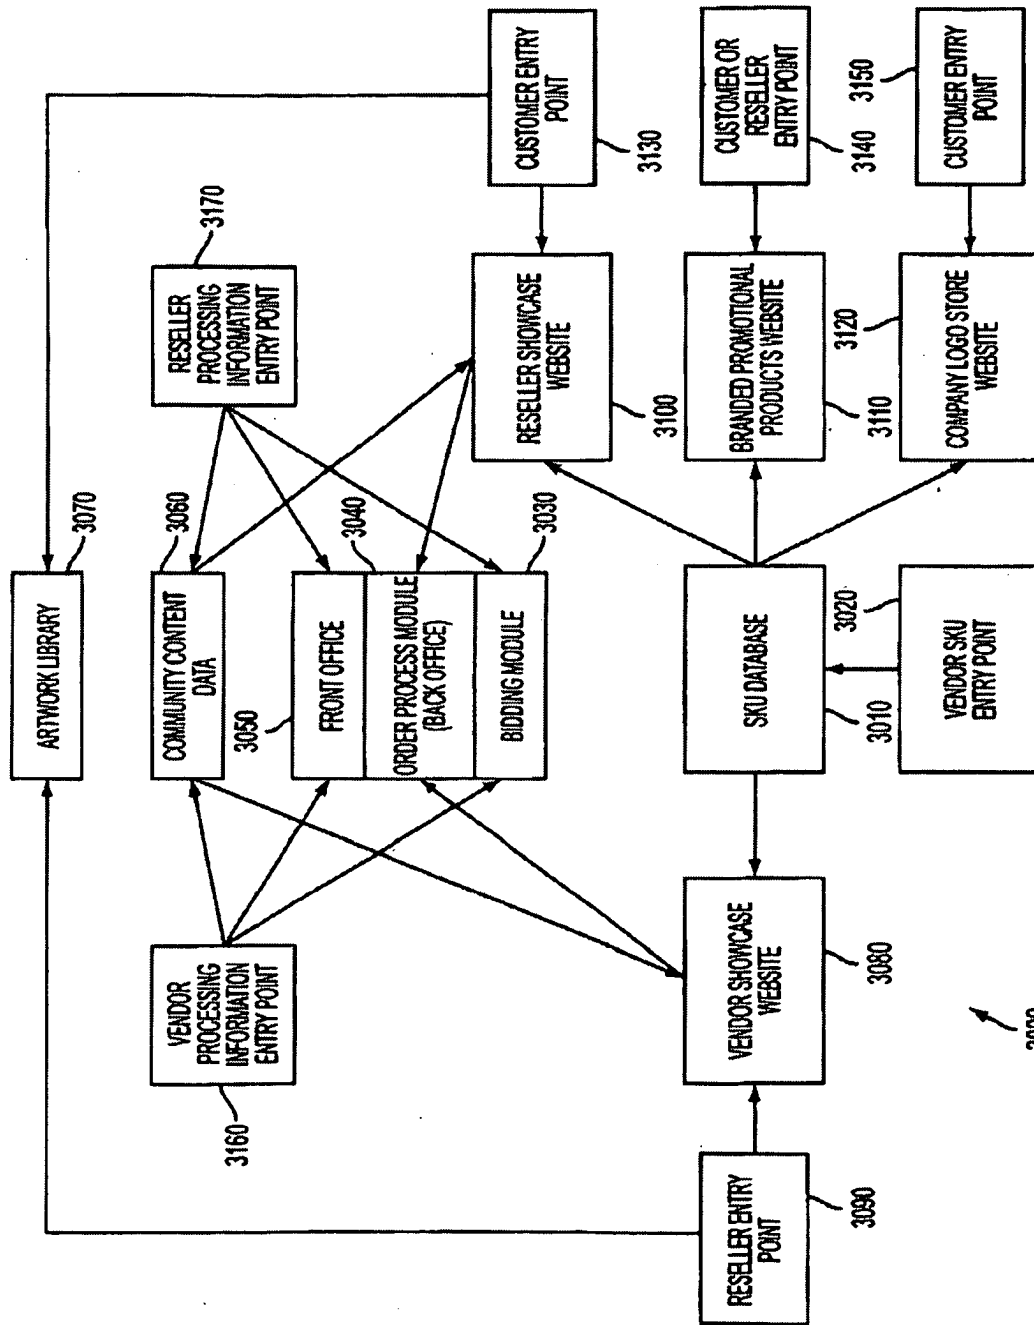 ARTWORK LIBRARY
3070
3160
VENDOR
PROCESSING
INFORMATION
ENTRY POINT
COMMUNITY CONTENT
DATA
3060
RESELLER
PROCESSING
INFORMATION
ENTRY POINT
3170
3050
FRONT OFFICE
ORDER PROCESS MODULE
(BACK OFFICE)
3040
BIDDING MODULE
3030
RESELLER SHOWCASE
WEBSITE
3100
CUSTOMER ENTRY
POINT
3130
RESELLER ENTRY
POINT
3090
VENDOR SHOWCASE
WEBSITE
3080
SKU DATABASE
3010
BRANDED PROMOTIONAL
PRODUCTS WEBSITE
3110
CUSTOMER OR
RESELLER
ENTRY POINT
3140
VENDOR SKU
ENTRY POINT
3020
COMPANY LOGO STORE
WEBSITE
3120
CUSTOMER ENTRY
POINT
3150